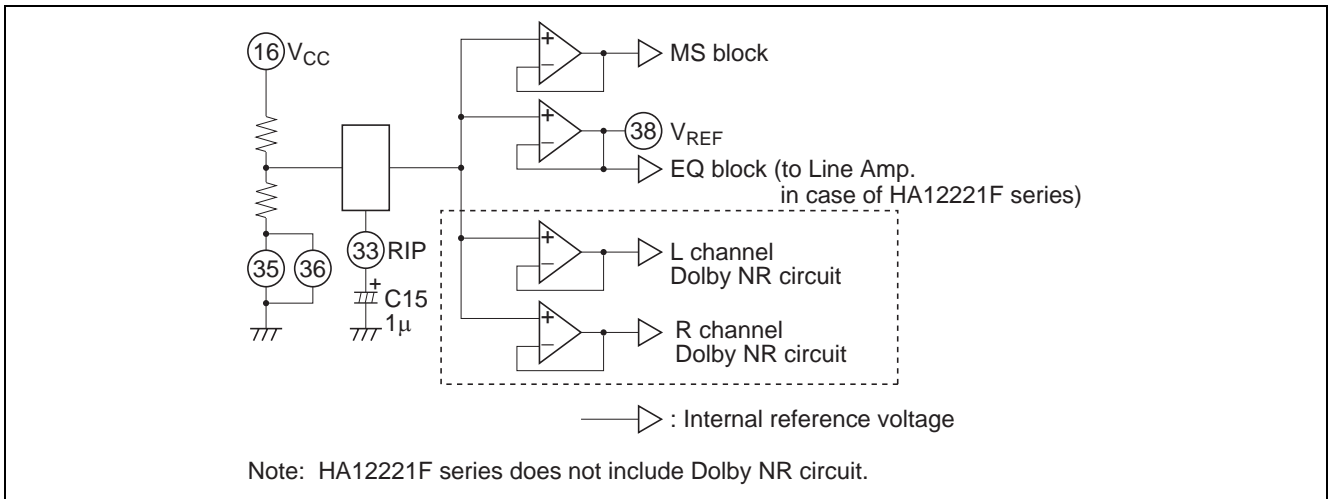 16 VCC
+
−
MS block
+
−
38 VREF
EQ block (to Line Amp.
in case of HA12221F series)
33 RIP
35 36
+
C15
1μ
+
−
L channel
Dolby NR circuit
+
−
R channel
Dolby NR circuit
: Internal reference voltage
Note: HA12221F series does not include Dolby NR circuit.